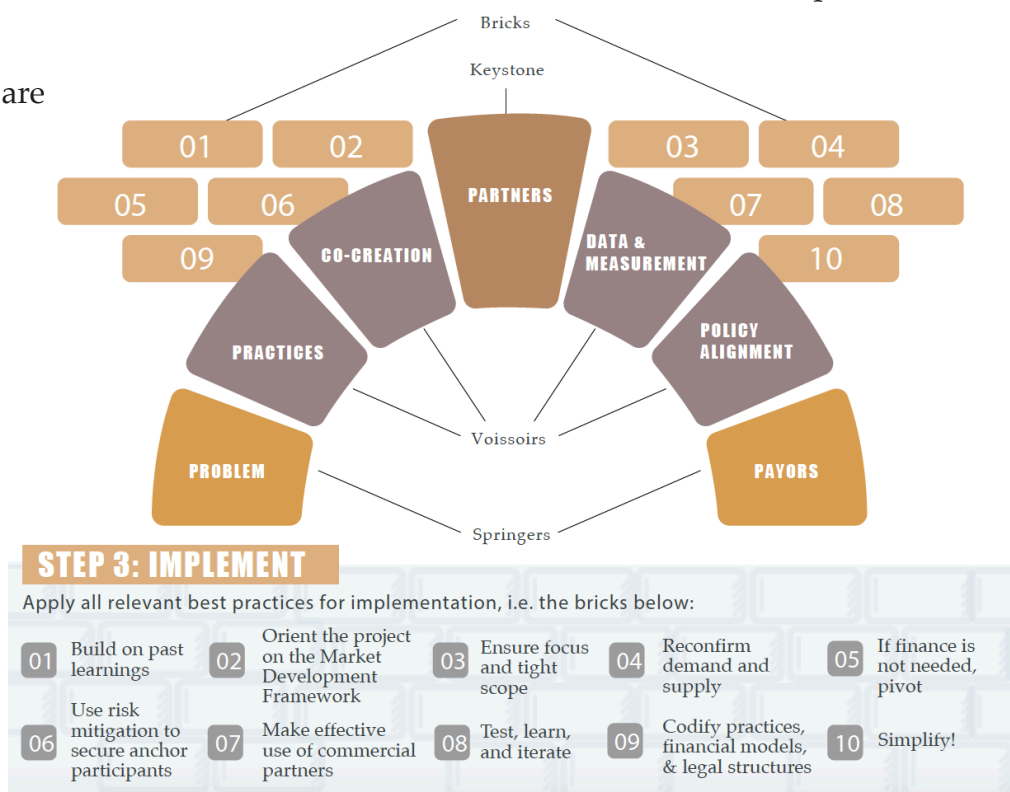 Bricks
Keystone
are
01
02
03
04
PARTNERS
05
06
07
08
CO-CREATION
DATA &
MEASUREMENT
09
10
PRACTICES
POLICY
ALIGNMENT
Voissoirs
PROBLEM
PAYORS
Springers
STEP 3: IMPLEMENT
Apply all relevant best practices for implementation, i.e. the bricks below:
01 Build on past
learnings
02 Orient the project
on the Market
Development
Framework
03 Ensure focus
and tight
scope
04 Reconfirm
demand and
supply
05 If finance is
not needed,
pivot
06 Use risk
mitigation to
secure anchor
participants
07 Make effective
use of commercial
partners
08 Test, learn,
and iterate
09 Codify practices,
financial models,
& legal structures
10 Simplify!